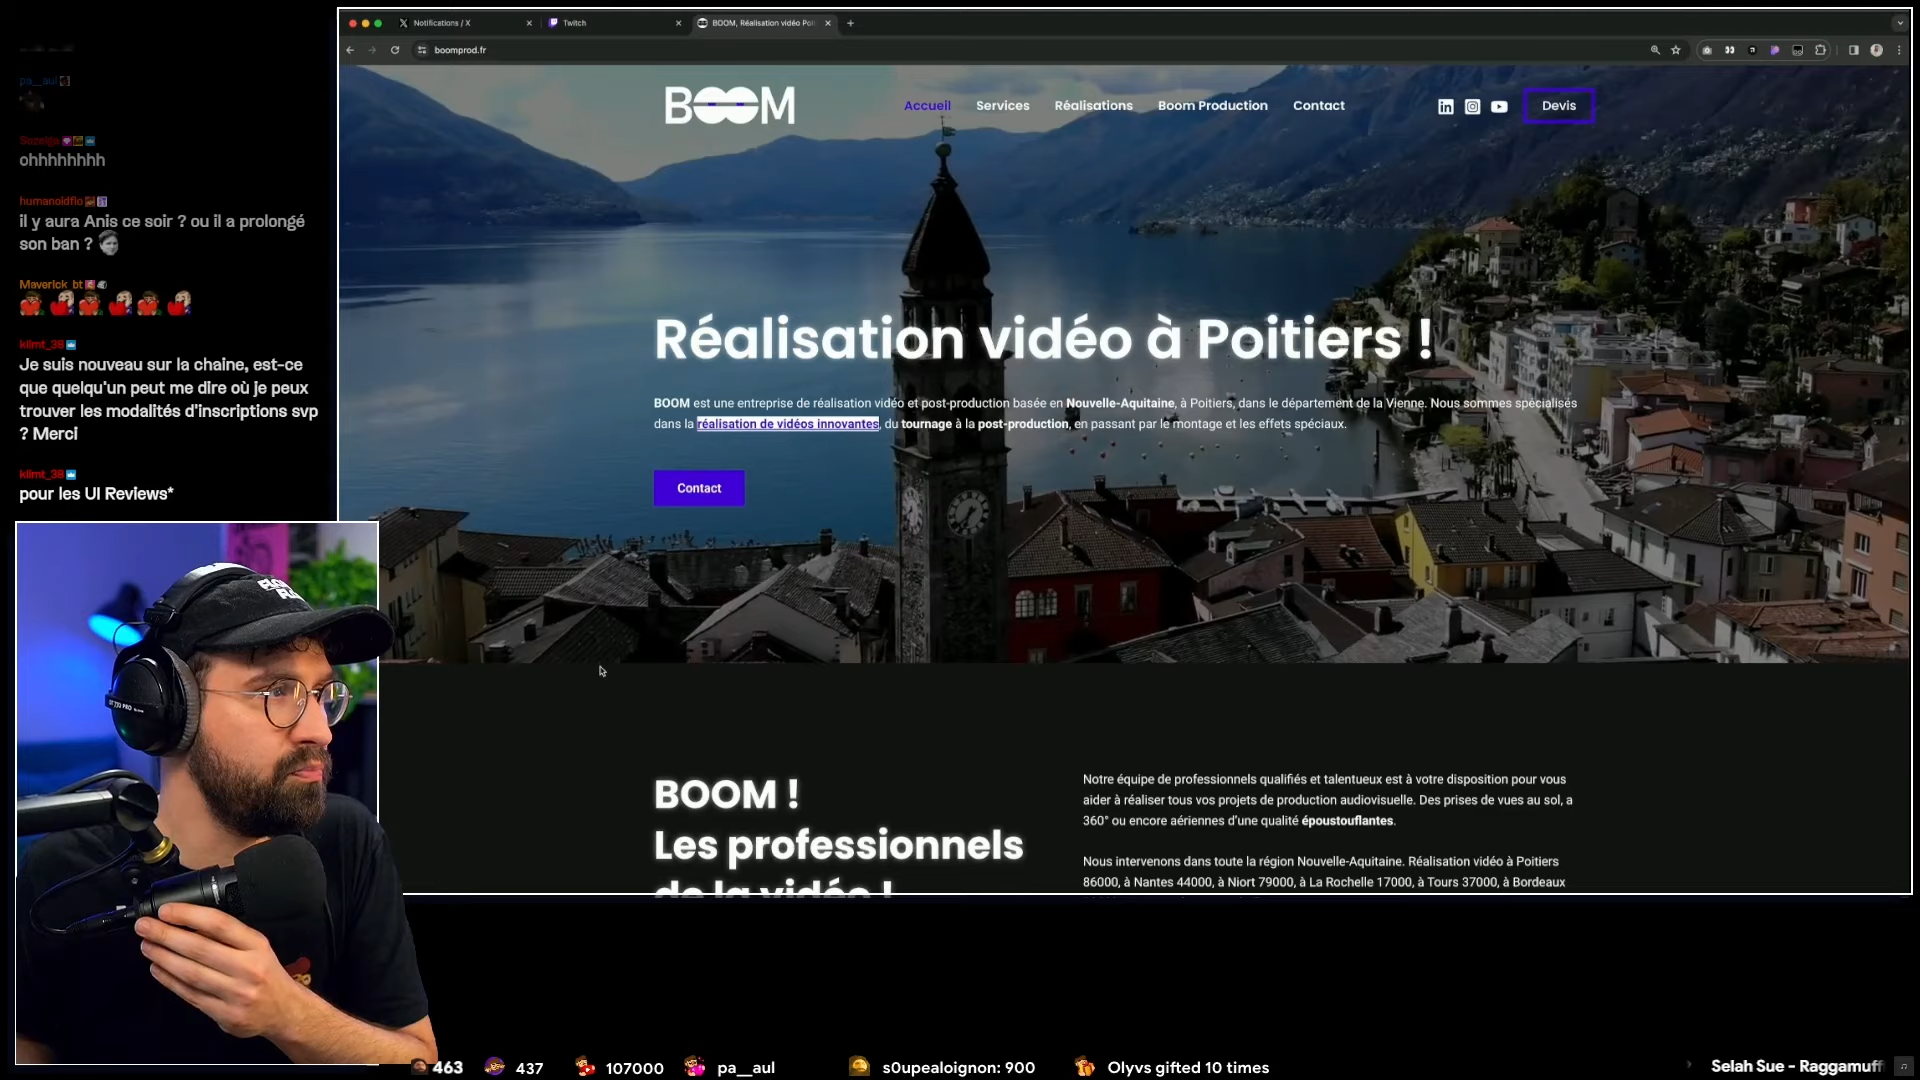 pa__aul
Sezalgo
ohhhhhhhh
humanoidflo
il y aura Anis ce soir ? ou il a prolongé
son ban ?
Maverick_bt
klimt_38
Je suis nouveau sur la chaine, est-ce
que quelqu'un peut me dire où je peux
trouver les modalités d'inscriptions svp
? Merci
klimt_38
pour les UI Reviews*
Notifications / X
Twitch
BOOM, Réalisation vidéo Poi
boomprod.fr
BOOM
Accueil
Services
Réalisations
Boom Production
Contact
Devis
Réalisation vidéo à Poitiers !
BOOM est une entreprise de réalisation vidéo et post-production basée en Nouvelle-Aquitaine, à Poitiers, dans le département de la Vienne. Nous sommes spécialisés
dans la réalisation de vidéos innovantes, du tournage à la post-production, en passant par le montage et les effets spéciaux.
Contact
BOOM !
Les professionnels
de la vidéo !
Notre équipe de professionnels qualifiés et talentueux est à votre disposition pour vous
aider à réaliser tous vos projets de production audiovisuelle. Des prises de vues au sol, a
360° ou encore aériennes d'une qualité époustouflantes.
Nous intervenons dans toute la région Nouvelle-Aquitaine. Réalisation vidéo à Poitiers
86000, à Nantes 44000, à Niort 79000, à La Rochelle 17000, à Tours 37000, à Bordeaux
463
437
107000
pa__aul
s0upealoignon: 900
Olyvs gifted 10 times
Selah Sue - Raggamuff